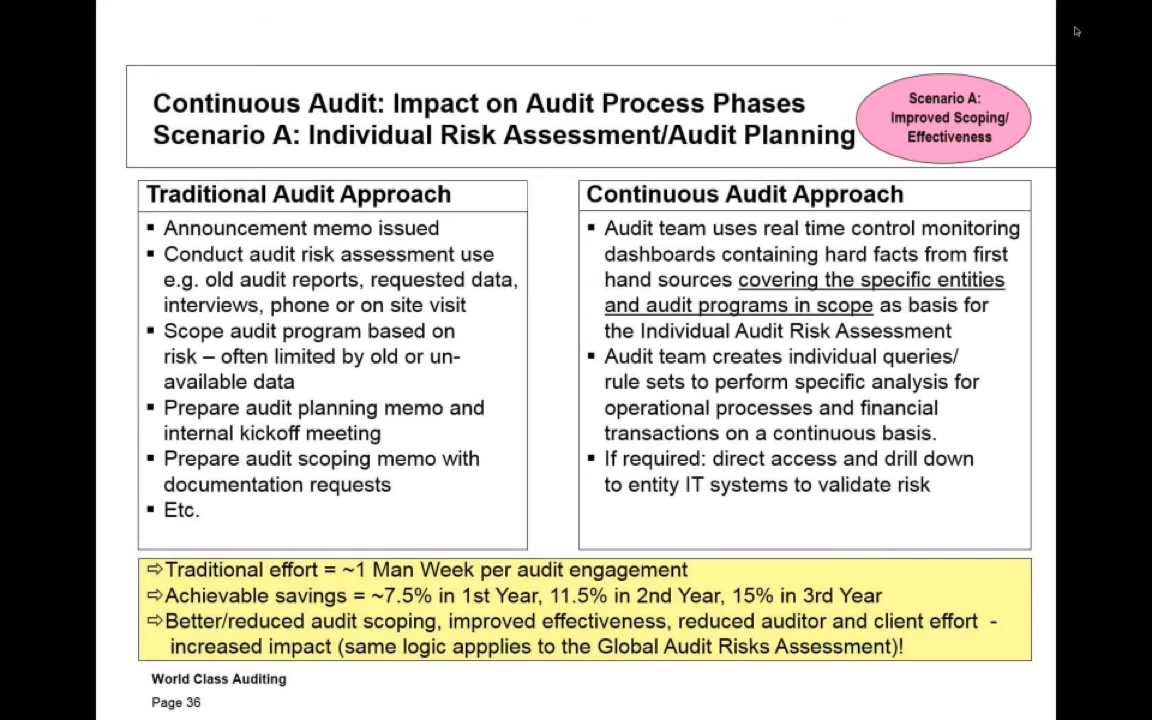 Continuous Audit: Impact on Audit Process Phases
Scenario A: Individual Risk Assessment/Audit Planning
Scenario A:
Improved Scoping/
Effectiveness
Traditional Audit Approach
▪ Announcement memo issued
▪ Conduct audit risk assessment use
e.g. old audit reports, requested data,
interviews, phone or on site visit
▪ Scope audit program based on
risk – often limited by old or un-
available data
▪ Prepare audit planning memo and
internal kickoff meeting
▪ Prepare audit scoping memo with
documentation requests
▪ Etc.
Continuous Audit Approach
▪ Audit team uses real time control monitoring
dashboards containing hard facts from first
hand sources covering the specific entities
and audit programs in scope as basis for
the Individual Audit Risk Assessment
▪ Audit team creates individual queries/
rule sets to perform specific analysis for
operational processes and financial
transactions on a continuous basis.
▪ If required: direct access and drill down
to entity IT systems to validate risk
⇨Traditional effort = ~1 Man Week per audit engagement
⇨Achievable savings = ~7.5% in 1st Year, 11.5% in 2nd Year, 15% in 3rd Year
⇨Better/reduced audit scoping, improved effectiveness, reduced auditor and client effort -
increased impact (same logic appplies to the Global Audit Risks Assessment)!
World Class Auditing
Page 36